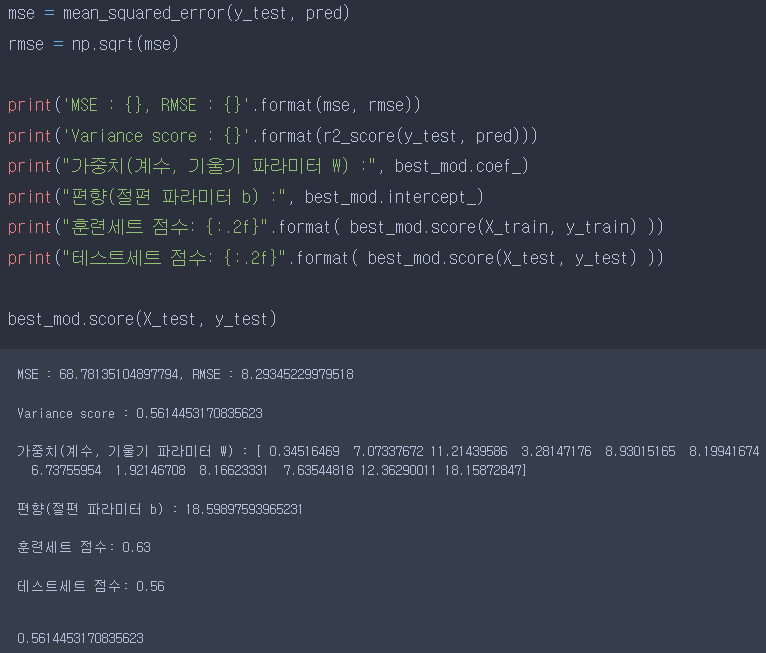 mse = mean_squared_error(y_test, pred)
rmse = np.sqrt(mse)
print('MSE : {}, RMSE : {}'.format(mse, rmse))
print('Variance score : {}'.format(r2_score(y_test, pred)))
print("가중치(계수, 기울기 파라미터 W) :", best_mod.coef_)
print("편향(절편 파라미터 b) :", best_mod.intercept_)
print("훈련세트 점수: {:.2f}".format( best_mod.score(X_train, y_train) ))
print("테스트세트 점수: {:.2f}".format( best_mod.score(X_test, y_test) ))
best_mod.score(X_test, y_test)
MSE : 68.78135104897794, RMSE : 8.29345229979518
Variance score : 0.5614453170835623
가중치(계수, 기울기 파라미터 W) : [ 0.34516469 7.07337672 11.21439586 3.28147176 8.93015165 8.19941674
6.73755954 1.92146708 8.16623331 7.63544818 12.36290011 18.15872847]
편향(절편 파라미터 b) : 18.59897593965231
훈련세트 점수: 0.63
테스트세트 점수: 0.56
0.5614453170835623